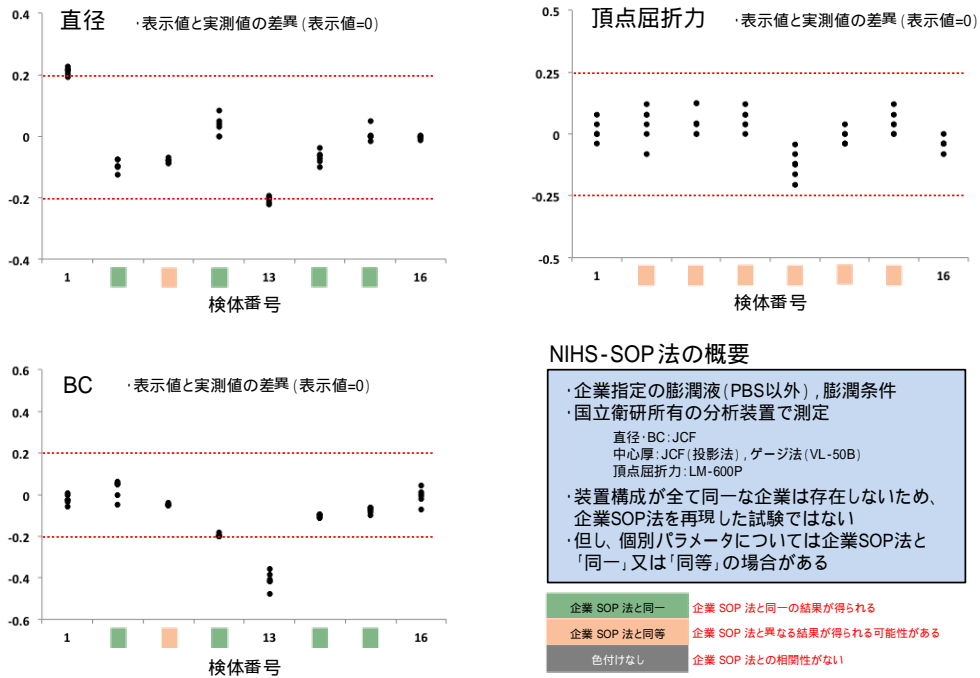 直径 ・表示値と実測値の差異(表示値=0)
0.4
0.2
0
-0.2
-0.4
1 13 16
検体番号
頂点屈折力 ・表示値と実測値の差異(表示値=0)
0.5
0.25
0
-0.25
-0.5
1 16
検体番号
BC ・表示値と実測値の差異(表示値=0)
0.6
0.4
0.2
0
-0.2
-0.4
-0.6
1 13 16
検体番号
NIHS-SOP法の概要
・企業指定の膨潤液(PBS以外),膨潤条件
・国立衛研所有の分析装置で測定
直径・BC:JCF
中心厚:JCF(投影法),ゲージ法(VL-50B)
頂点屈折力:LM-600P
・装置構成が全て同一な企業は存在しないため、
企業SOP法を再現した試験ではない
・但し、個別パラメータについては企業SOP法と
「同一」又は「同等」の場合がある
企業 SOP 法と同一 企業 SOP 法と同一の結果が得られる
企業 SOP 法と同等 企業 SOP 法と異なる結果が得られる可能性がある
色付けなし 企業 SOP 法との相関性がない